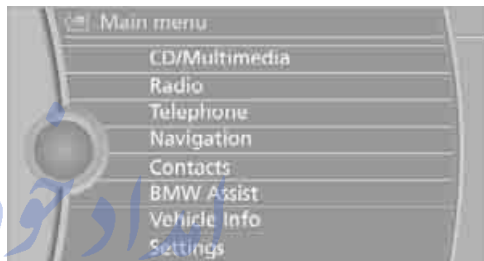 Main menu
CD/Multimedia
Radio
Telephone
Navigation
Contacts
BMW Assist
Vehicle Info
Settings